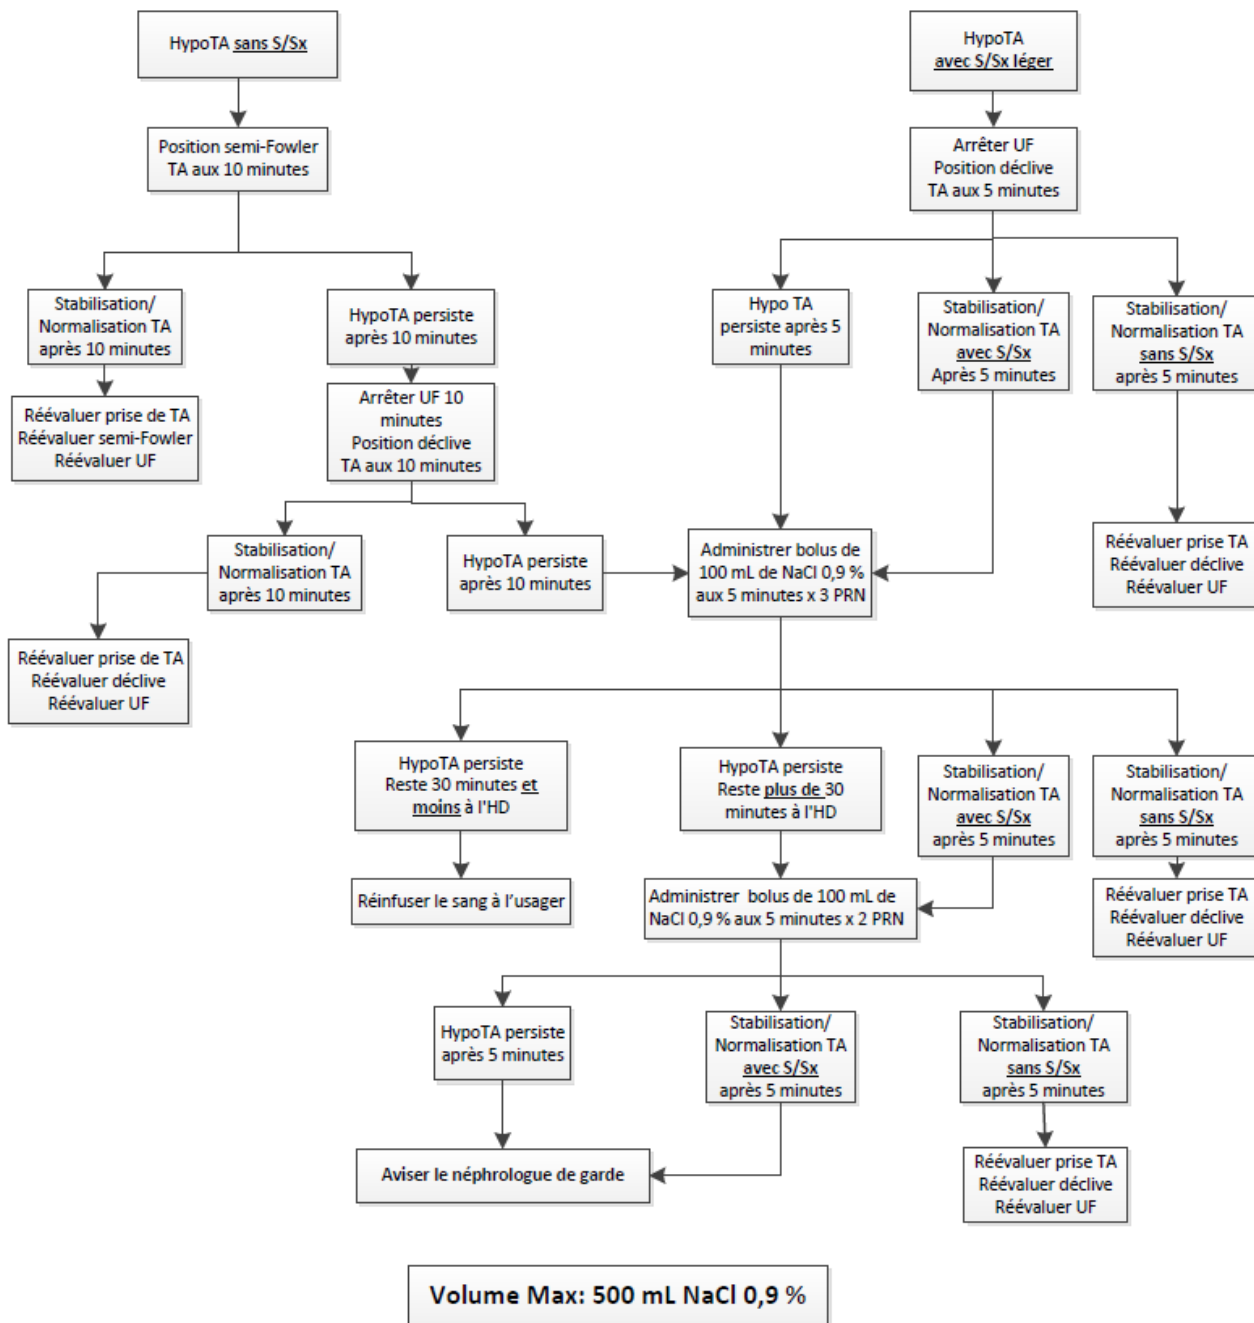 HypoTA sans S/Sx
HypoTA
avec S/Sx léger
Position semi-Fowler
TA aux 10 minutes
Arrêter UF
Position déclive
TA aux 5 minutes
Stabilisation/
Normalisation TA
après 10 minutes
HypoTA persiste
après 10 minutes
Hypo TA
persiste après 5
minutes
Stabilisation/
Normalisation TA
avec S/Sx
Après 5 minutes
Stabilisation/
Normalisation TA
sans S/Sx
après 5 minutes
Réévaluer prise de TA
Réévaluer semi-Fowler
Réévaluer UF
Arrêter UF 10
minutes
Position déclive
TA aux 10 minutes
Stabilisation/
Normalisation TA
après 10 minutes
HypoTA persiste
après 10 minutes
Administrer bolus de
100 mL de NaCl 0,9 %
aux 5 minutes x 3 PRN
Réévaluer prise TA
Réévaluer déclive
Réévaluer UF
Réévaluer prise de TA
Réévaluer déclive
Réévaluer UF
HypoTA persiste
Reste 30 minutes et
moins à l'HD
HypoTA persiste
Reste plus de 30
minutes à l'HD
Stabilisation/
Normalisation TA
avec S/Sx
après 5 minutes
Stabilisation/
Normalisation TA
sans S/Sx
après 5 minutes
Réinfuser le sang à l’usager
Administrer bolus de 100 mL de
NaCl 0,9 % aux 5 minutes x 2 PRN
Réévaluer prise TA
Réévaluer déclive
Réévaluer UF
HypoTA persiste
après 5 minutes
Stabilisation/
Normalisation TA
avec S/Sx
après 5 minutes
Stabilisation/
Normalisation TA
sans S/Sx
après 5 minutes
Aviser le néphrologue de garde
Réévaluer prise TA
Réévaluer déclive
Réévaluer UF
Volume Max: 500 mL NaCl 0,9 %